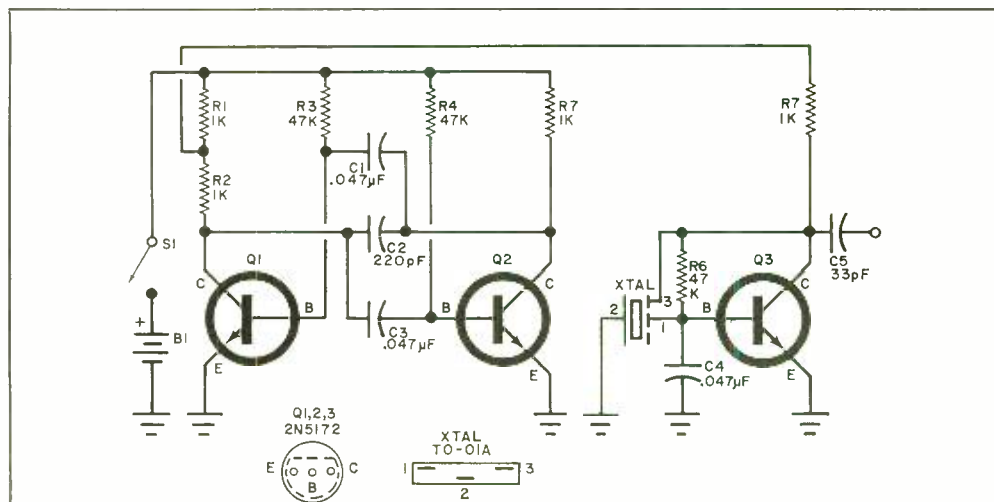 R1
1K
R3
47K
R4
47K
R7
1K
R7
1K
C1
.047µF
R2
1K
S1
C2
220pF
C5
33pF
Q1
Q2
Q3
R6
47
K
XTAL
C
C
C
B
B
B
3
2
1
C3
.047µF
C4
.047µF
+
B1
E
E
E
Q1,2,3
2N5172
E
C
B
XTAL
TO-01A
1
3
2